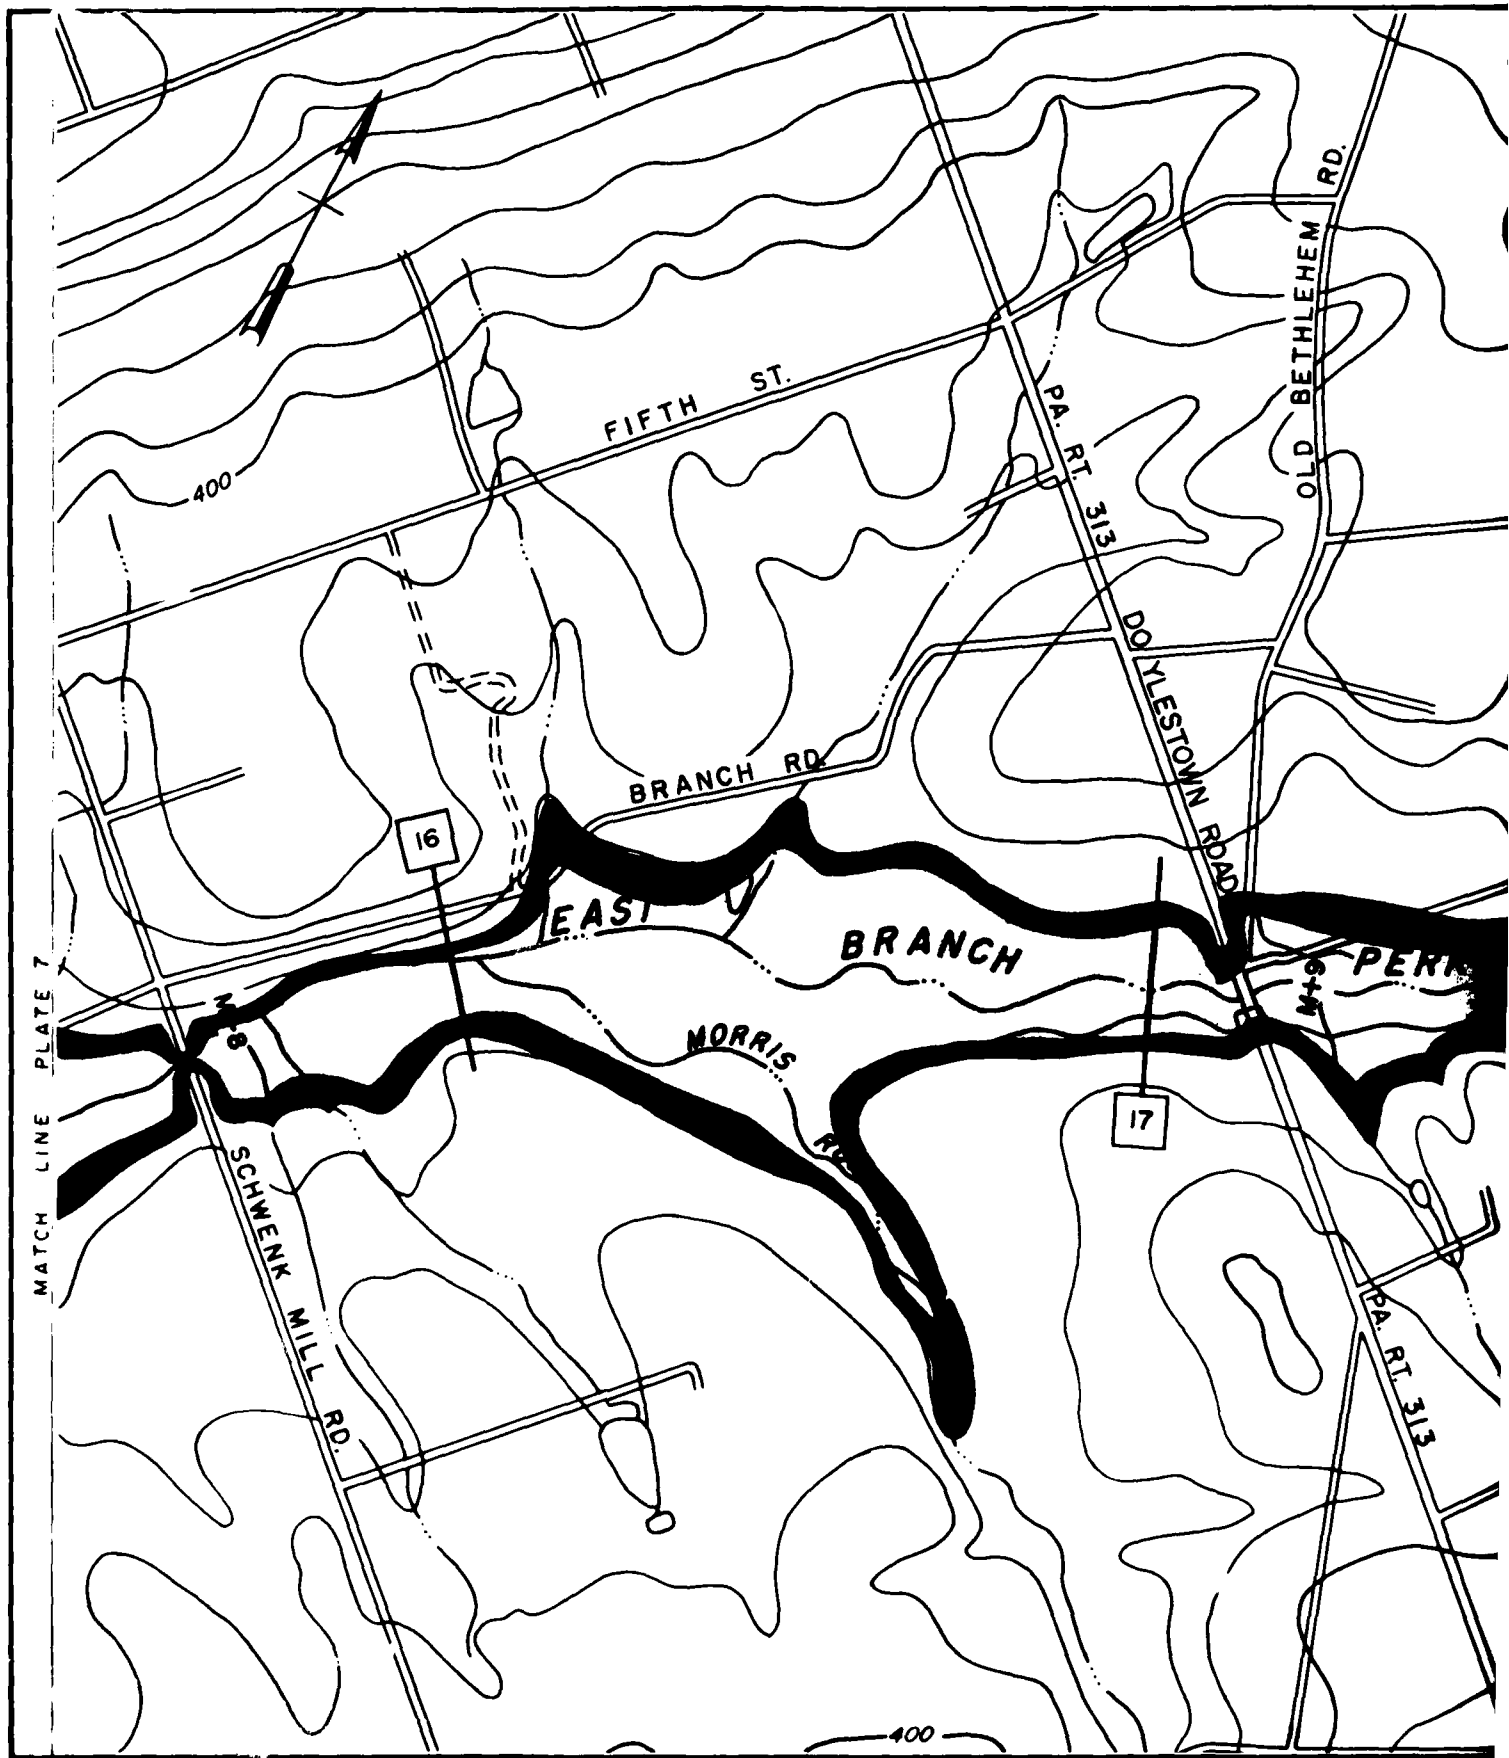 OLD BETHLEHEM RD.
FIFTH ST.
PA. RT. 313
400
DOYLESTOWN ROAD
BRANCH RD.
16
EAST BRANCH
M+9
M+8
MORRIS
17
MATCH LINE PLATE 7
SCHWENK MILL RD.
PA. RT. 313
400